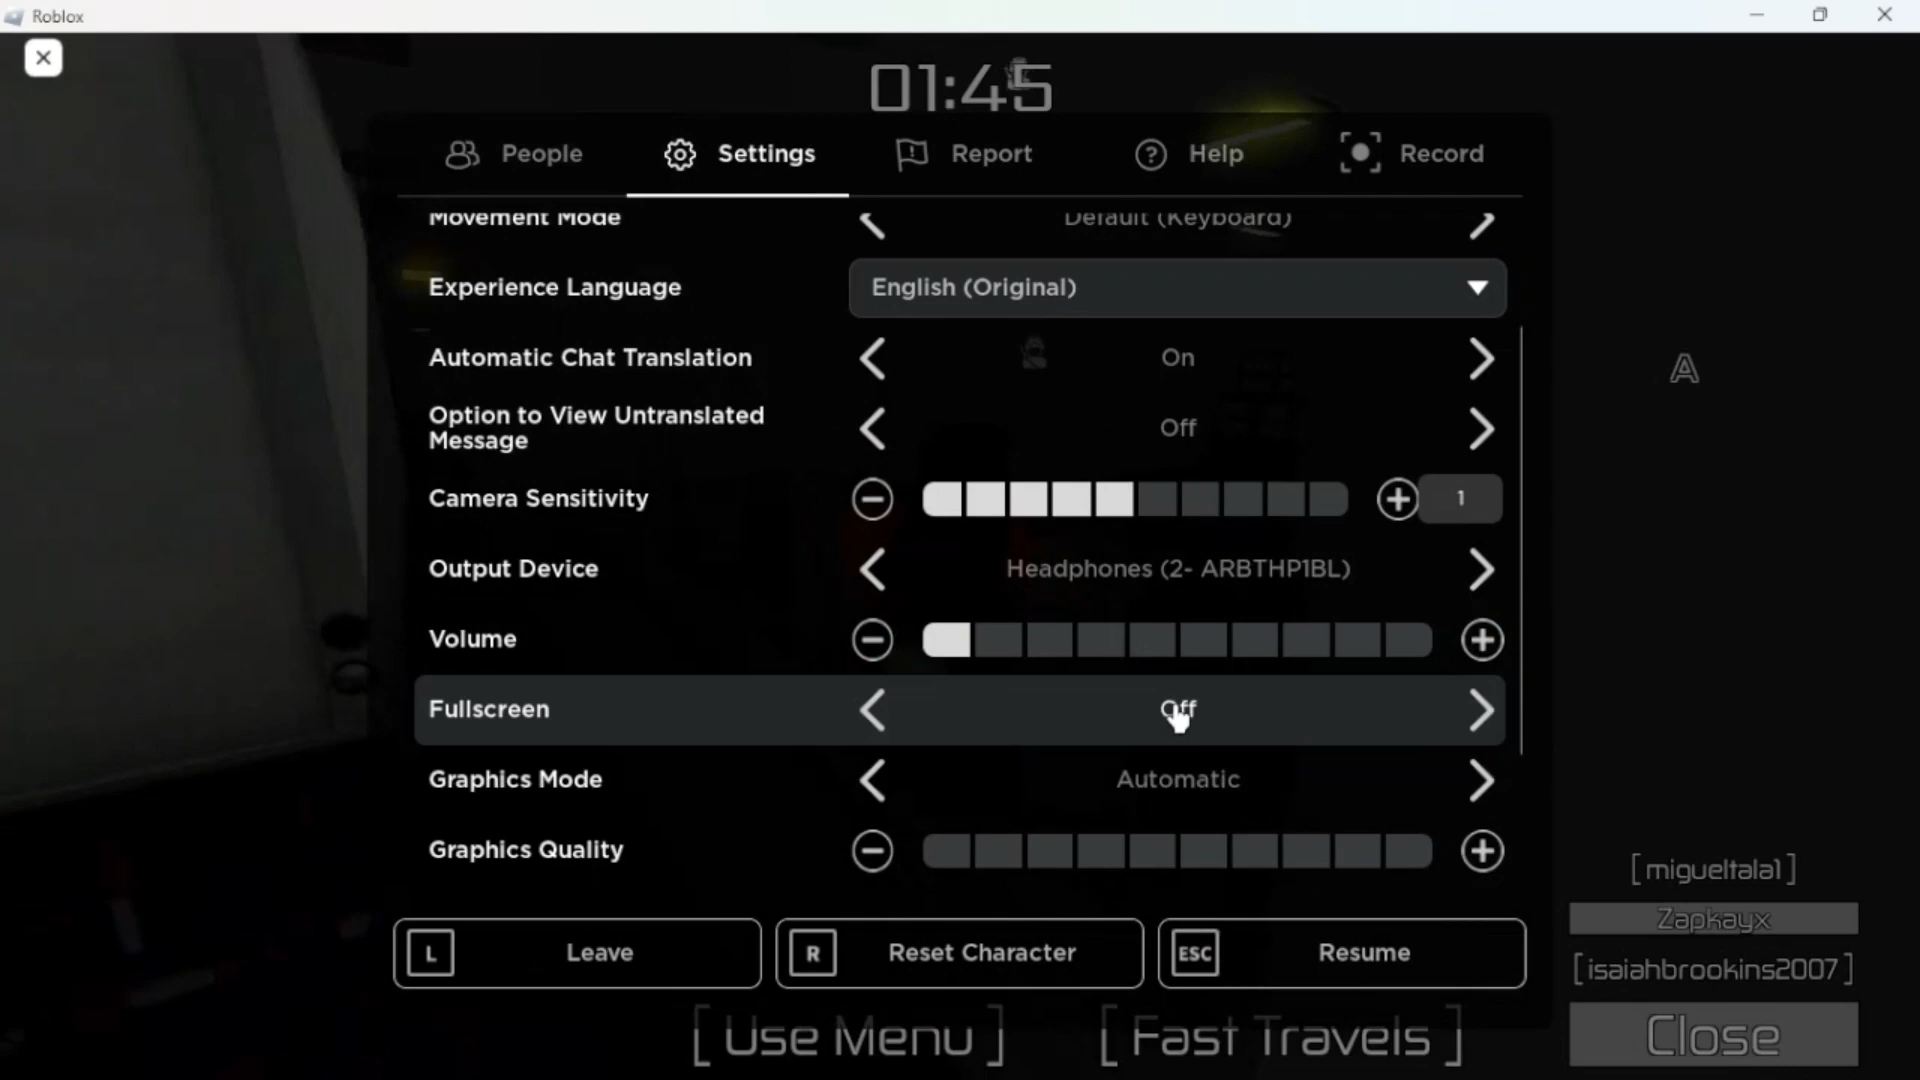 Roblox
01:45
People Settings Report Help Record
Movement Mode Default (Keyboard)
Experience Language English (Original)
Automatic Chat Translation On
Option to View Untranslated
Message Off
Camera Sensitivity 1
Output Device Headphones (2- ARBTHP1BL)
Volume
Fullscreen Off
Graphics Mode Automatic
Graphics Quality
L Leave R Reset Character ESC Resume
A
[migueltala1]
Zapkayx
[isaiahbrookins2007]
[Use Menu] [Fast Travels] Close